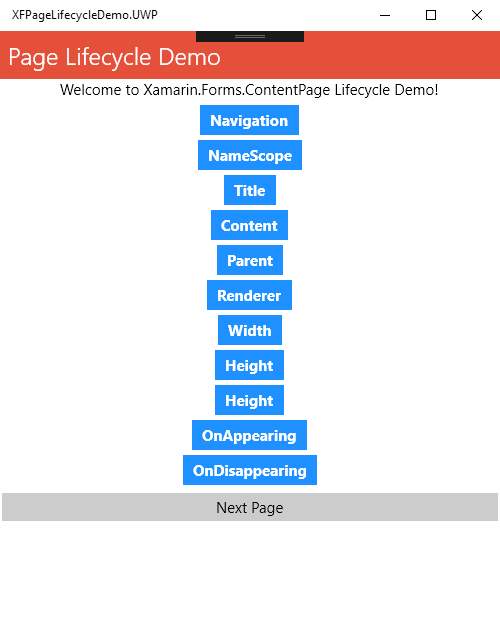 XFPageLifecycleDemo.UWP
Page Lifecycle Demo
Welcome to Xamarin.Forms.ContentPage Lifecycle Demo!
Navigation
NameScope
Title
Content
Parent
Renderer
Width
Height
Height
OnAppearing
OnDisappearing
Next Page